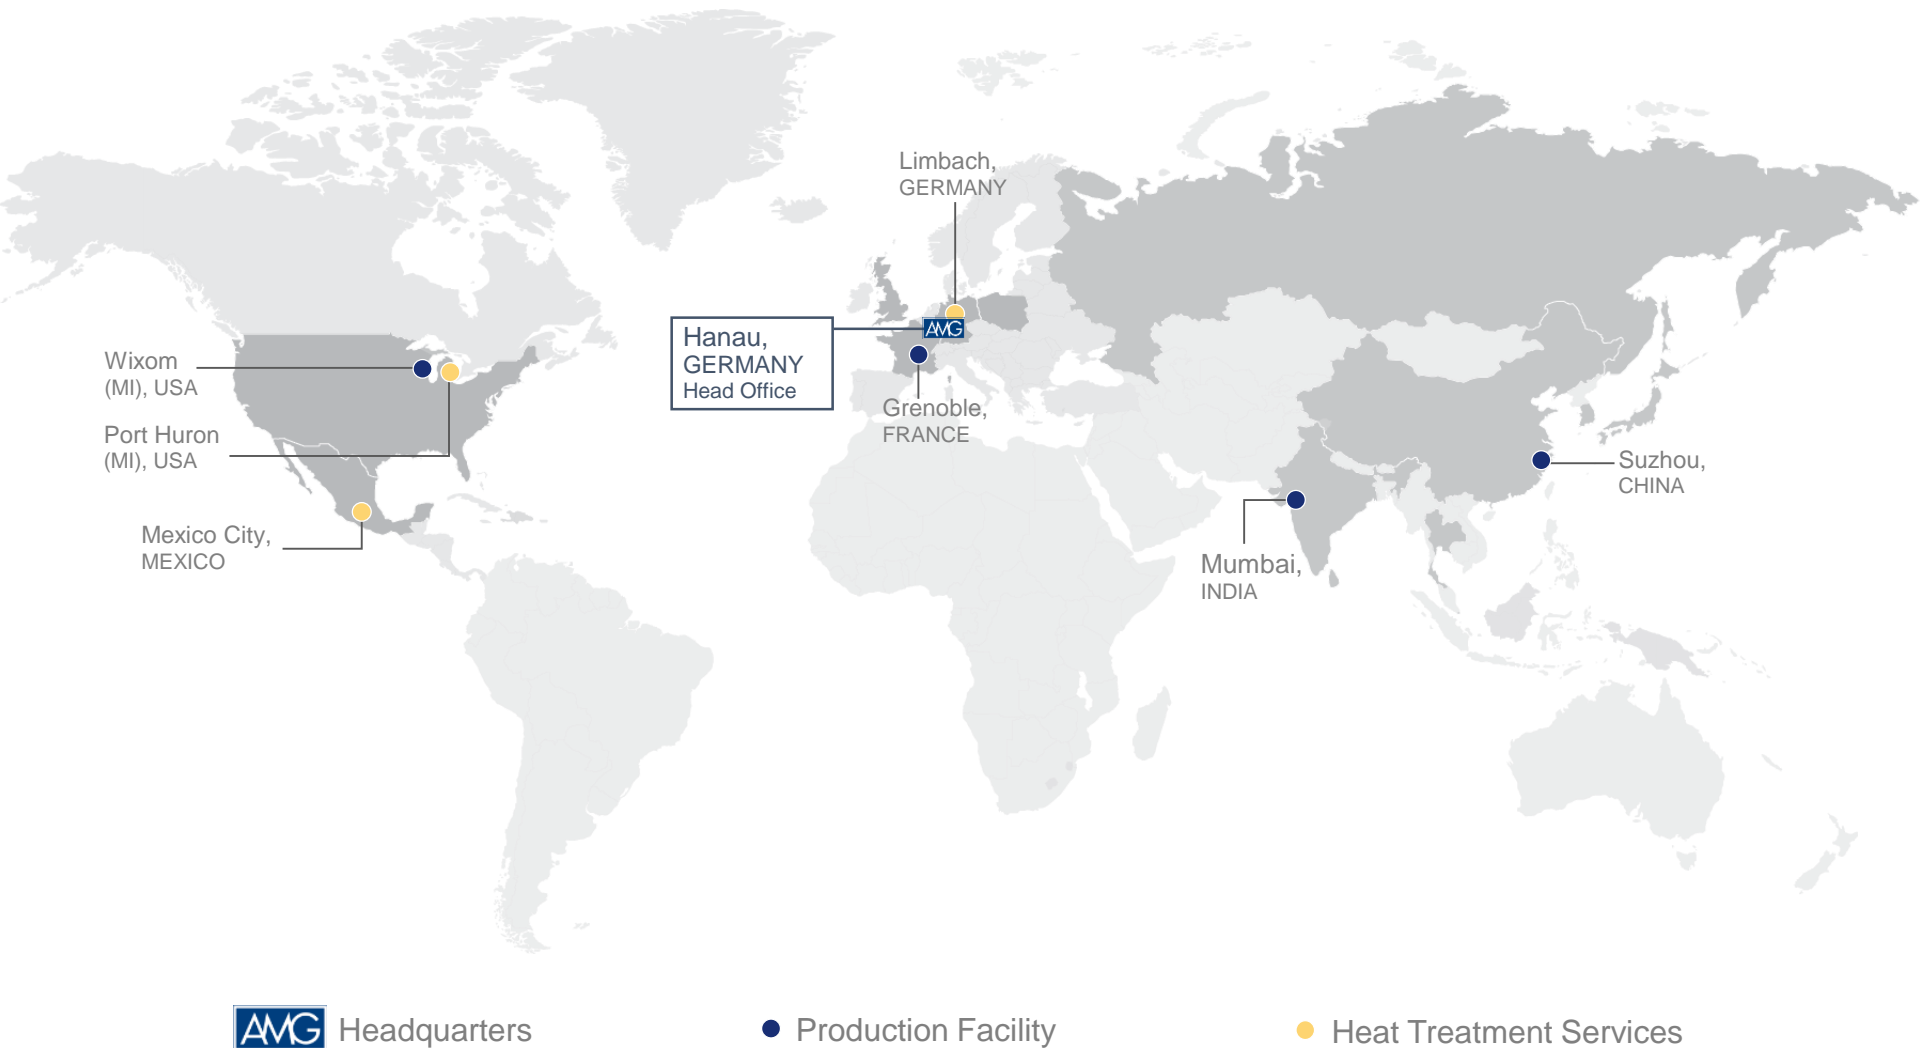 Limbach,
GERMANY
AMG
Hanau,
GERMANY
Head Office
Wixom
(MI), USA
Grenoble,
FRANCE
Port Huron
(MI), USA
Suzhou,
CHINA
Mexico City,
MEXICO
Mumbai,
INDIA
AMG Headquarters
Production Facility
Heat Treatment Services